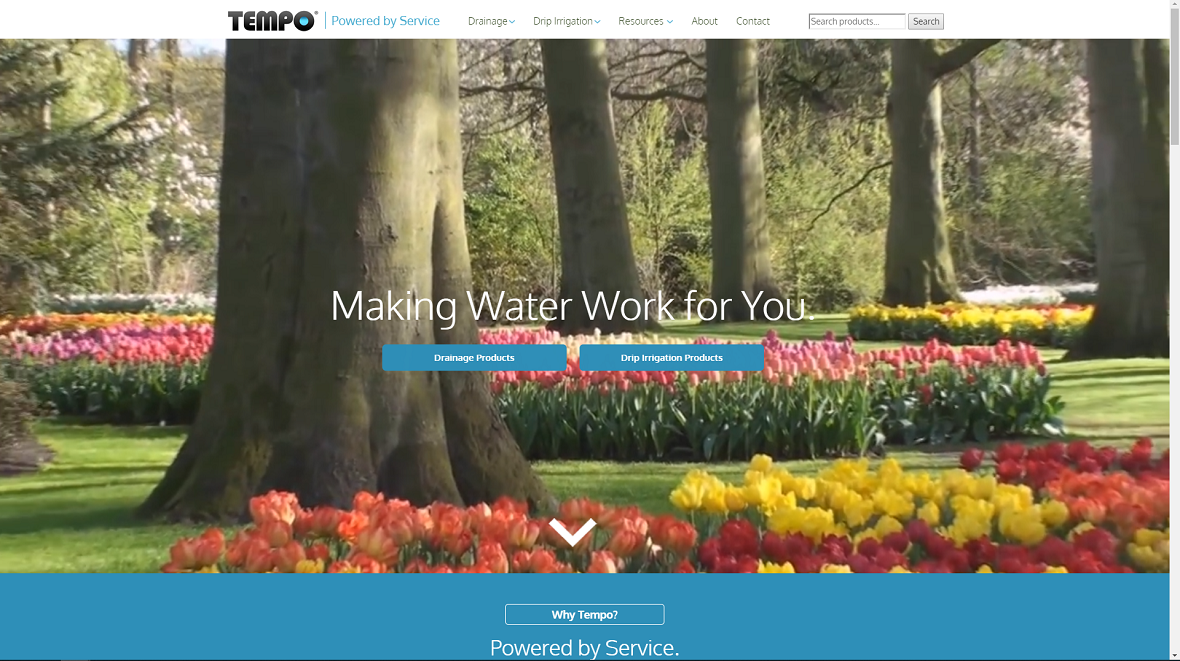 TEMPO® Powered by Service Drainage Drip Irrigation Resources About Contact Search products... Search
Making Water Work for You.
Drainage Products Drip Irrigation Products
Why Tempo?
Powered by Service.